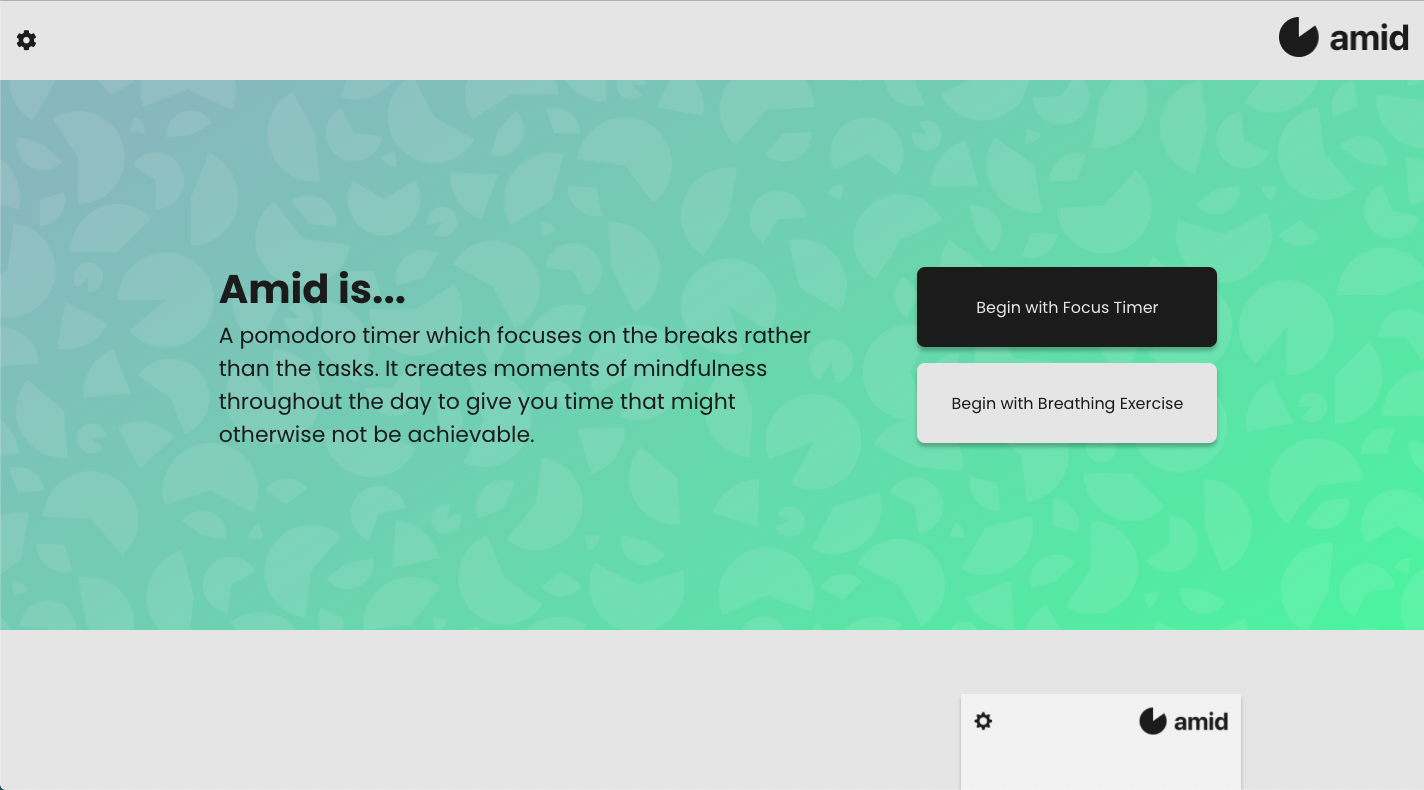 amid
Amid is...
A pomodoro timer which focuses on the breaks rather
than the tasks. It creates moments of mindfulness
throughout the day to give you time that might
otherwise not be achievable.
Begin with Focus Timer
Begin with Breathing Exercise
amid